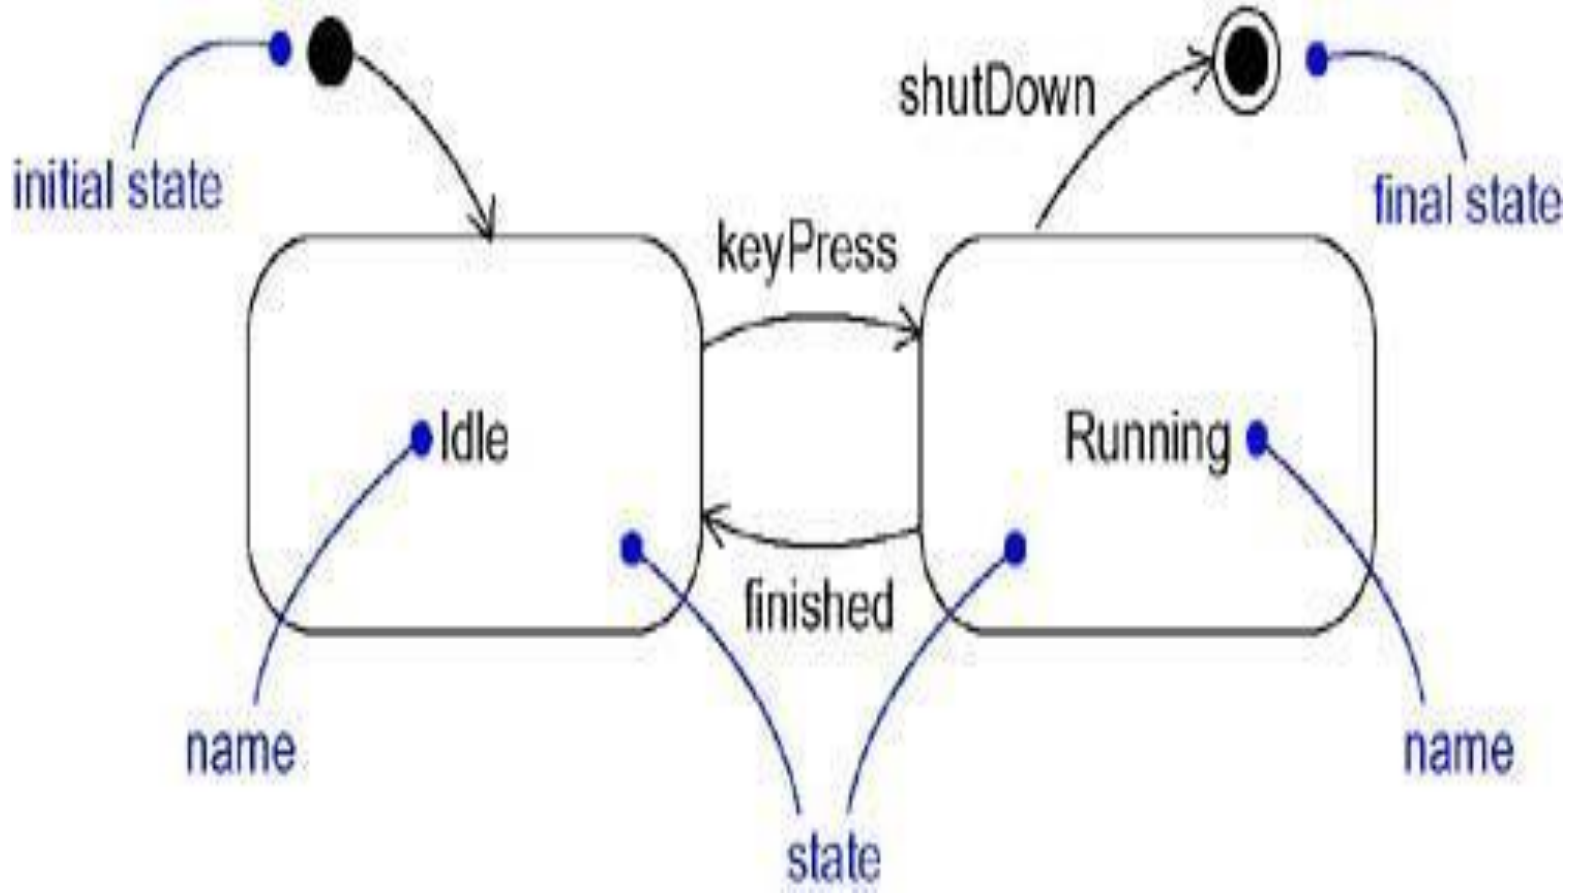 shutDown
initial state
final state
keyPress
Idle
Running
finished
name
name
state